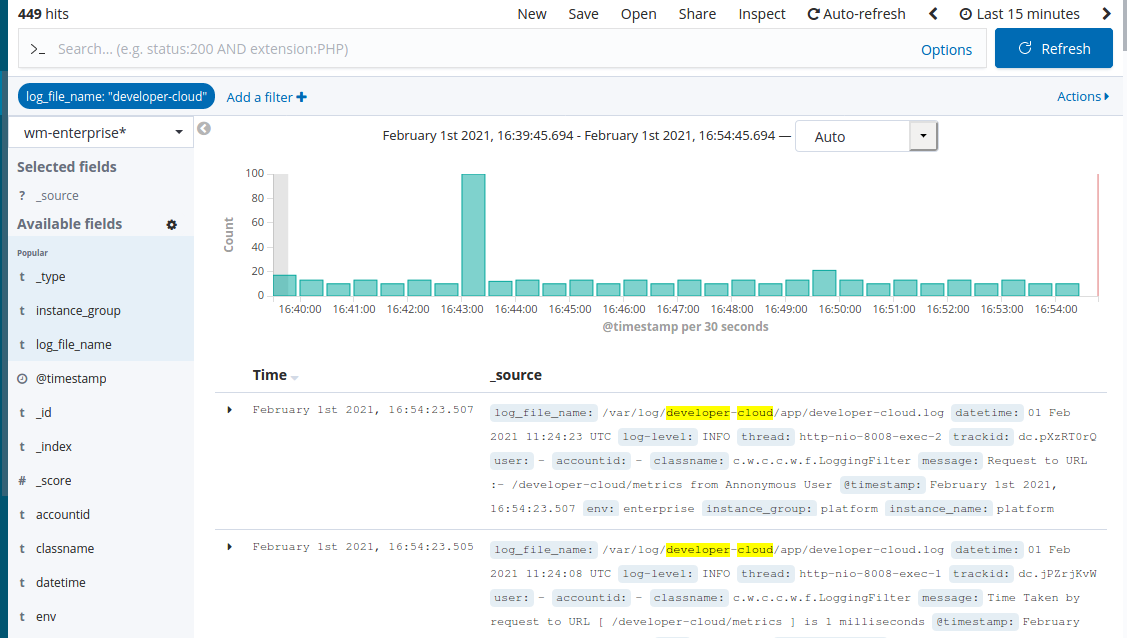 449 hits New Save Open Share Inspect Auto-refresh Last 15 minutes
>_ Search... (e.g. status:200 AND extension:PHP) Options Refresh
log_file_name: "developer-cloud" Add a filter + Actions
wm-enterprise*
February 1st 2021, 16:39:45.694 - February 1st 2021, 16:54:45.694 — Auto
Selected fields
? _source
Available fields
Popular
t _type
t instance_group
t log_file_name
@timestamp
t _id
t _index
# _score
t accountid
t classname
t datetime
t env
Count
100
80
60
40
20
0
16:40:00 16:41:00 16:42:00 16:43:00 16:44:00 16:45:00 16:46:00 16:47:00 16:48:00 16:49:00 16:50:00 16:51:00 16:52:00 16:53:00 16:54:00
@timestamp per 30 seconds
Time _source
February 1st 2021, 16:54:23.507 log_file_name: /var/log/developer-cloud/app/developer-cloud.log datetime: 01 Feb
2021 11:24:23 UTC log-level: INFO thread: http-nio-8008-exec-2 trackid: dc.pXzRT0rQ
user: - accountid: - classname: c.w.c.c.w.f.LoggingFilter message: Request to URL
:- /developer-cloud/metrics from Annonymous User @timestamp: February 1st 2021,
16:54:23.507 env: enterprise instance_group: platform instance_name: platform
February 1st 2021, 16:54:23.505 log_file_name: /var/log/developer-cloud/app/developer-cloud.log datetime: 01 Feb
2021 11:24:08 UTC log-level: INFO thread: http-nio-8008-exec-1 trackid: dc.jPZrjKvW
user: - accountid: - classname: c.w.c.c.w.f.LoggingFilter message: Time Taken by
request to URL [ /developer-cloud/metrics ] is 1 milliseconds @timestamp: February